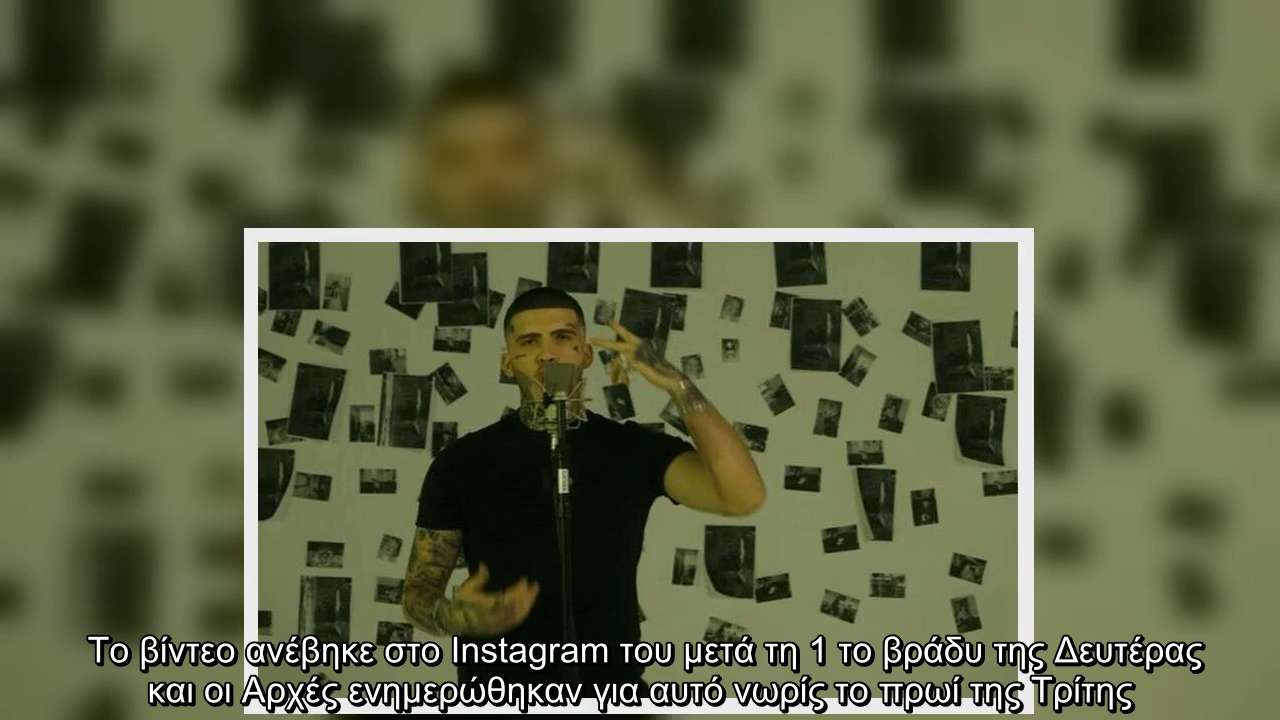 Το βίντεο ανέβηκε στο Instagram του μετά τη 1 το βράδυ της Δευτέρας
και οι Αρχές ενημερώθηκαν για αυτό νωρίς το πρωί της Τρίτης